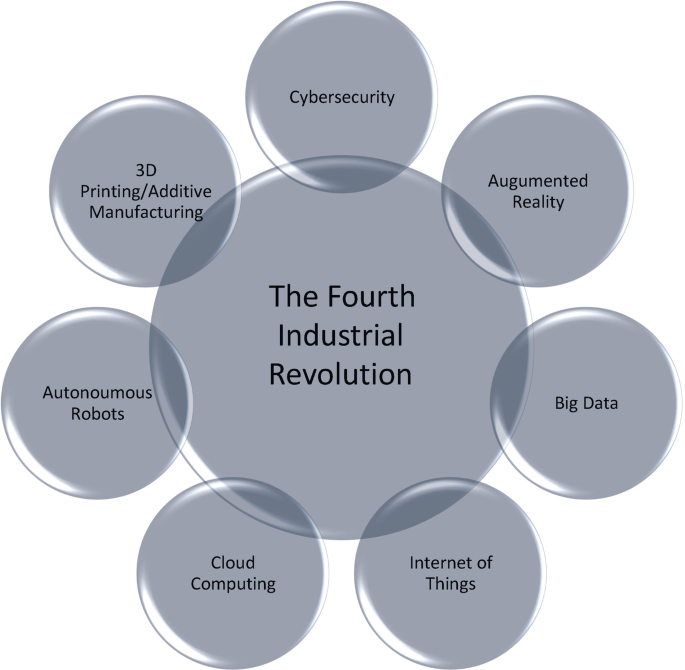 Cybersecurity
Augumented
Reality
Big Data
Internet of
Things
Cloud
Computing
Autonoumous
Robots
3D
Printing/Additive
Manufacturing
The Fourth
Industrial
Revolution